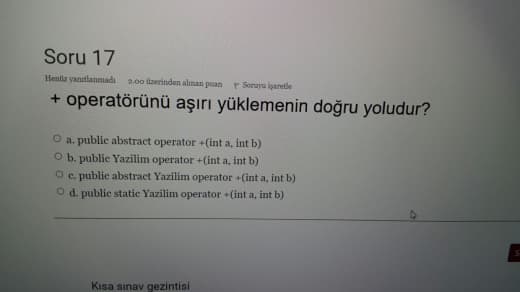 Soru 17
Henüz yanıtlanmadı 2.00 üzerinden alınan puan Soruyu işaretle
+ operatörünü aşırı yüklemenin doğru yoludur?
a. public abstract operator +(int a, int b)
b. public Yazilim operator +(int a, int b)
c. public abstract Yazilim operator +(int a, int b)
d. public static Yazilim operator +(int a, int b)
Kısa sınav gezintisi